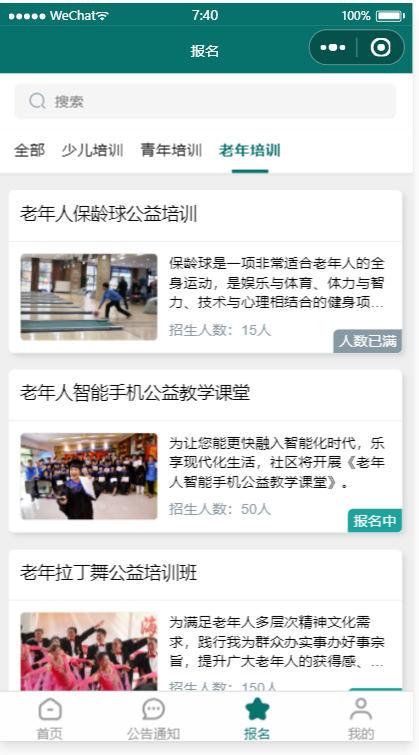 WeChat 7:40 100%
报名
搜索
全部 少儿培训 青年培训 老年培训
老年人保龄球公益培训
保龄球是一项非常适合老年人的全
身运动，是娱乐与体育、体力与智
力、技术与心理相结合的健身项...
招生人数：15人
人数已满
老年人智能手机公益教学课堂
为让您能更快融入智能化时代，乐
享现代化生活，社区将开展《老年
人智能手机公益教学课堂》。
招生人数：50人
报名中
老年拉丁舞公益培训班
为满足老年人多层次精神文化需
求，践行我为群众办实事办好事宗
旨，提升广大老年人的获得感、...
招生人数：150人
首页 公告通知 报名 我的